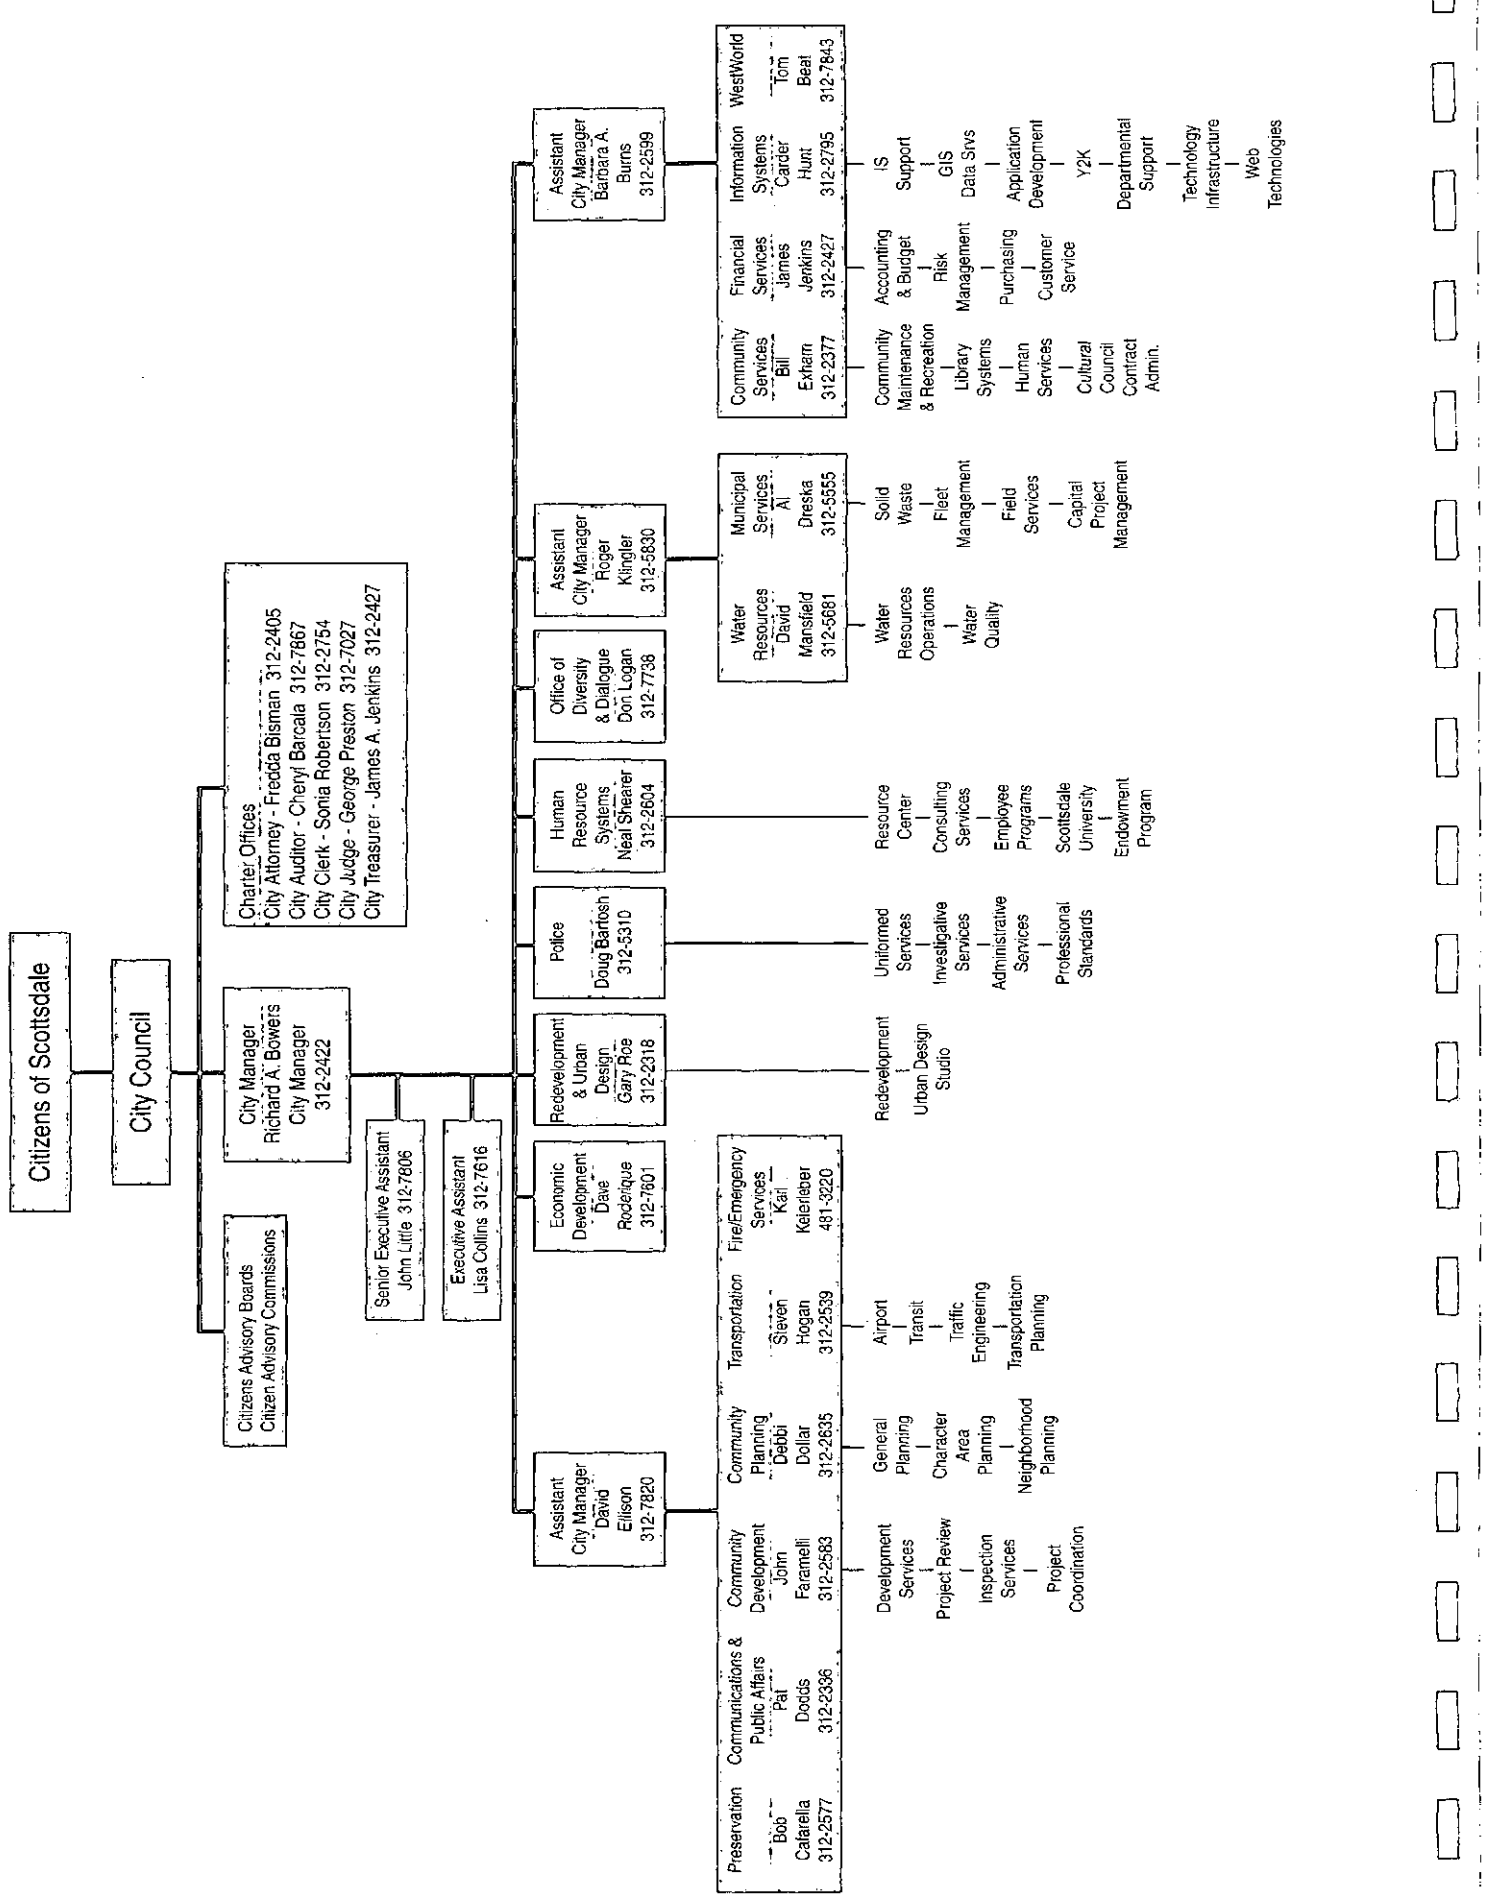 Citizens of Scottsdale
City Council
Citizens Advisory Boards
Citizen Advisory Commissions
City Manager
Richard A. Bowers
City Manager
312-2422
Charter Offices
City Attorney - Fredda Bisman 312-2405
City Auditor - Cheryl Barcala 312-7867
City Clerk - Sonia Robertson 312-2754
City Judge - George Preston 312-7027
City Treasurer - James A. Jenkins 312-2427
Senior Executive Assistant
John Little 312-7806
Executive Assistant
Lisa Collins 312-7616
Assistant
City Manager
David
Ellison
312-7820
Economic
Development
Dave
Roderique
312-7601
Redevelopment
& Urban
Design
Gary Roe
312-2318
Police
Doug Bartosh
312-5310
Human
Resource
Systems
Neal Shearer
312-2604
Office of
Diversity
& Dialogue
Don Logan
312-7738
Assistant
City Manager
Roger
Klingler
312-5830
Assistant
City Manager
Barbara A.
Burns
312-2599
Preservation
Bob
Cafarella
312-2577
Communications &
Public Affairs
Pat
Dodds
312-2336
Community
Development
John
Faramelli
312-2583
Development
Services
Project Review
Inspection
Services
Project
Coordination
Community
Planning
Debbi
Dollar
312-2635
General
Planning
Character
Area
Planning
Neighborhood
Planning
Transportation
Steven
Hogan
312-2539
Airport
Transit
Traffic
Engineering
Transportation
Planning
Fire/Emergency
Services
Karl
Keierleber
481-3220
Redevelopment
Urban Design
Studio
Uniformed
Services
Investigative
Services
Administrative
Services
Professional
Standards
Resource
Center
Consulting
Services
Employee
Programs
Scottsdale
University
Endowment
Program
Water
Resources
David
Mansfield
312-5681
Water
Resources
Operations
Water
Quality
Municipal
Services
Al
Dreska
312-5555
Solid
Waste
Fleet
Management
Field
Services
Capital
Project
Management
Community
Services
Bill
Exham
312-2377
Community
Maintenance
& Recreation
Library
Systems
Human
Services
Cultural
Council
Contract
Admin.
Financial
Services
James
Jenkins
312-2427
Accounting
& Budget
Risk
Management
Purchasing
Customer
Service
Information
Systems
Carder
Hunt
312-2795
IS
Support
GIS
Data Srvs
Application
Development
Y2K
Departmental
Support
Technology
Infrastructure
Web
Technologies
WestWorld
Tom
Beat
312-7843